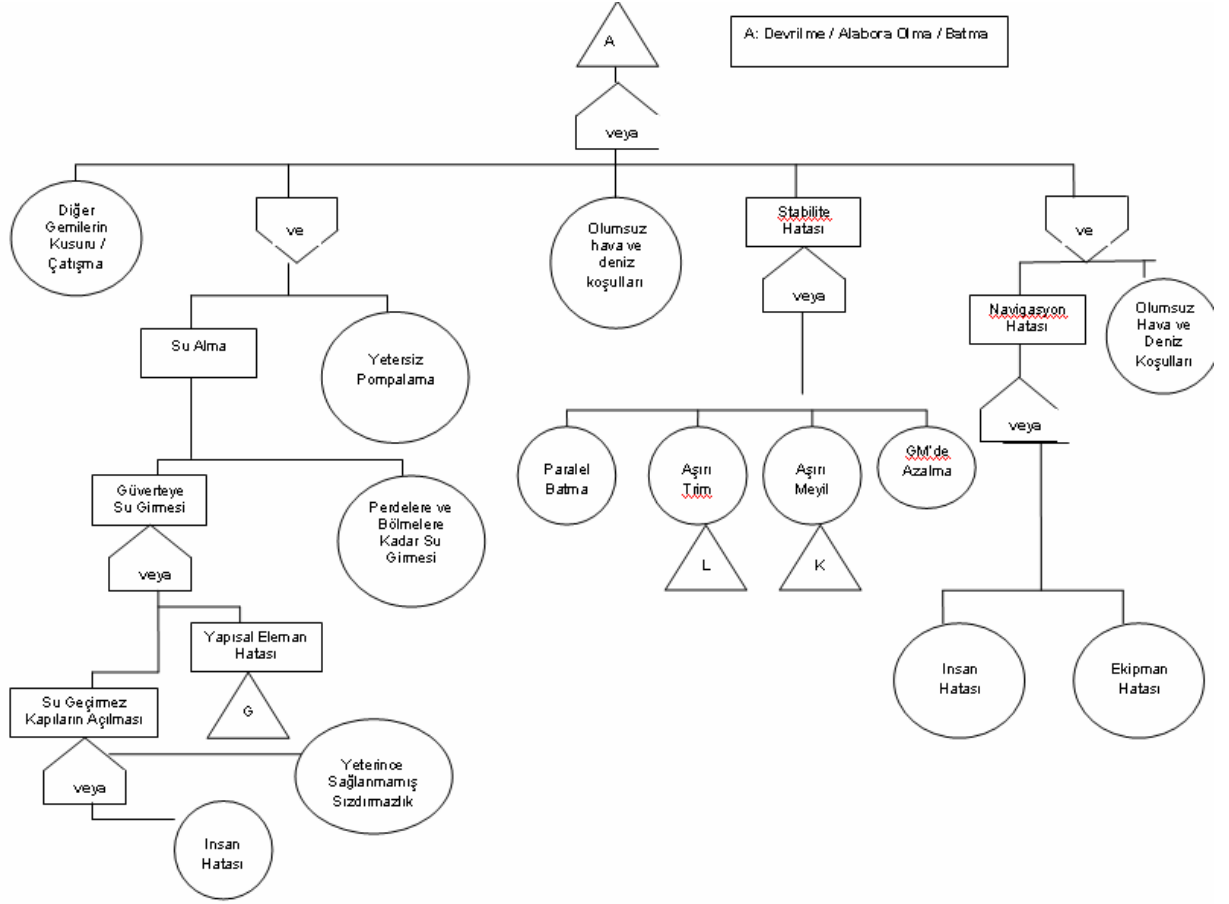 A
A: Devrilme / Alabora Olma / Batma
veya
Diğer
Gemilerin
Kusuru /
Çatışma
ve
Olumsuz
hava ve
deniz
koşulları
Stabilite
Hatası
ve
veya
Navigasyon
Hatası
Olumsuz
Hava ve
Deniz
Koşulları
Su Alma
Yetersiz
Pompalama
veya
Paralel
Batma
Aşırı
Trim
Aşırı
Meyil
GM'de
Azalma
Güverteye
Su Girmesi
Perdelere ve
Bölmelere
Kadar Su
Girmesi
L
K
veya
Yapısal Eleman
Hatası
G
Insan
Hatası
Ekipman
Hatası
Su Geçirmez
Kapıların Açılması
veya
Yeterince
Sağlanmamış
Sızdırmazlık
Insan
Hatası